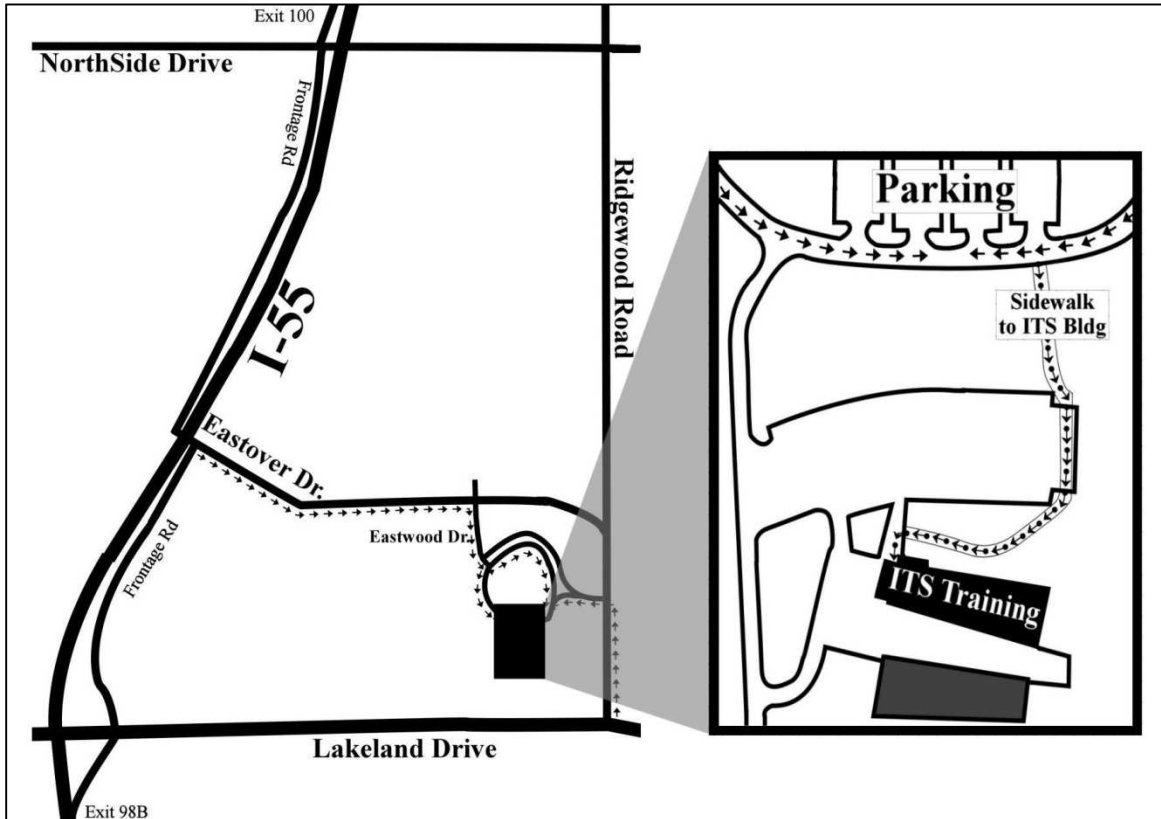 Exit 100
NorthSide Drive
Frontage Rd
I-55
Ridgewood Road
Eastover Dr.
Eastwood Dr.
Frontage Rd
Lakeland Drive
Exit 98B
Parking
Sidewalk
to ITS Bldg
ITS Training